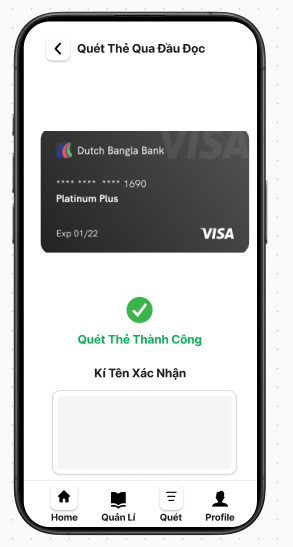 Quét Thẻ Qua Đầu Đọc
VISA
Dutch Bangla Bank
**** **** **** 1690
Platinum Plus
Exp 01/22
VISA
Quét Thẻ Thành Công
Kí Tên Xác Nhận
Home Quản Lí Quét Profile